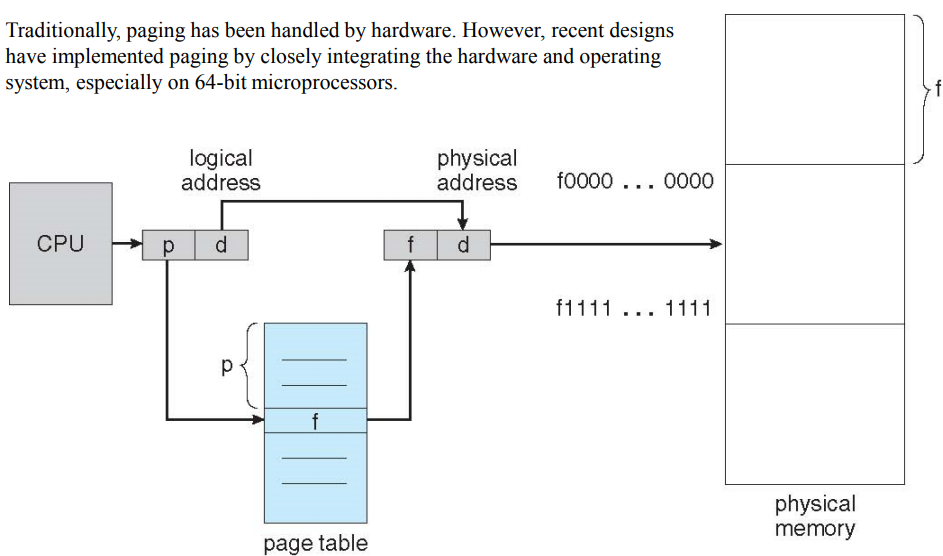 Traditionally, paging has been handled by hardware. However, recent designs
have implemented paging by closely integrating the hardware and operating
system, especially on 64-bit microprocessors.
f
logical
address
physical
address
f0000 ... 0000
CPU
p
d
f
d
f1111 ... 1111
p
f
page table
physical
memory